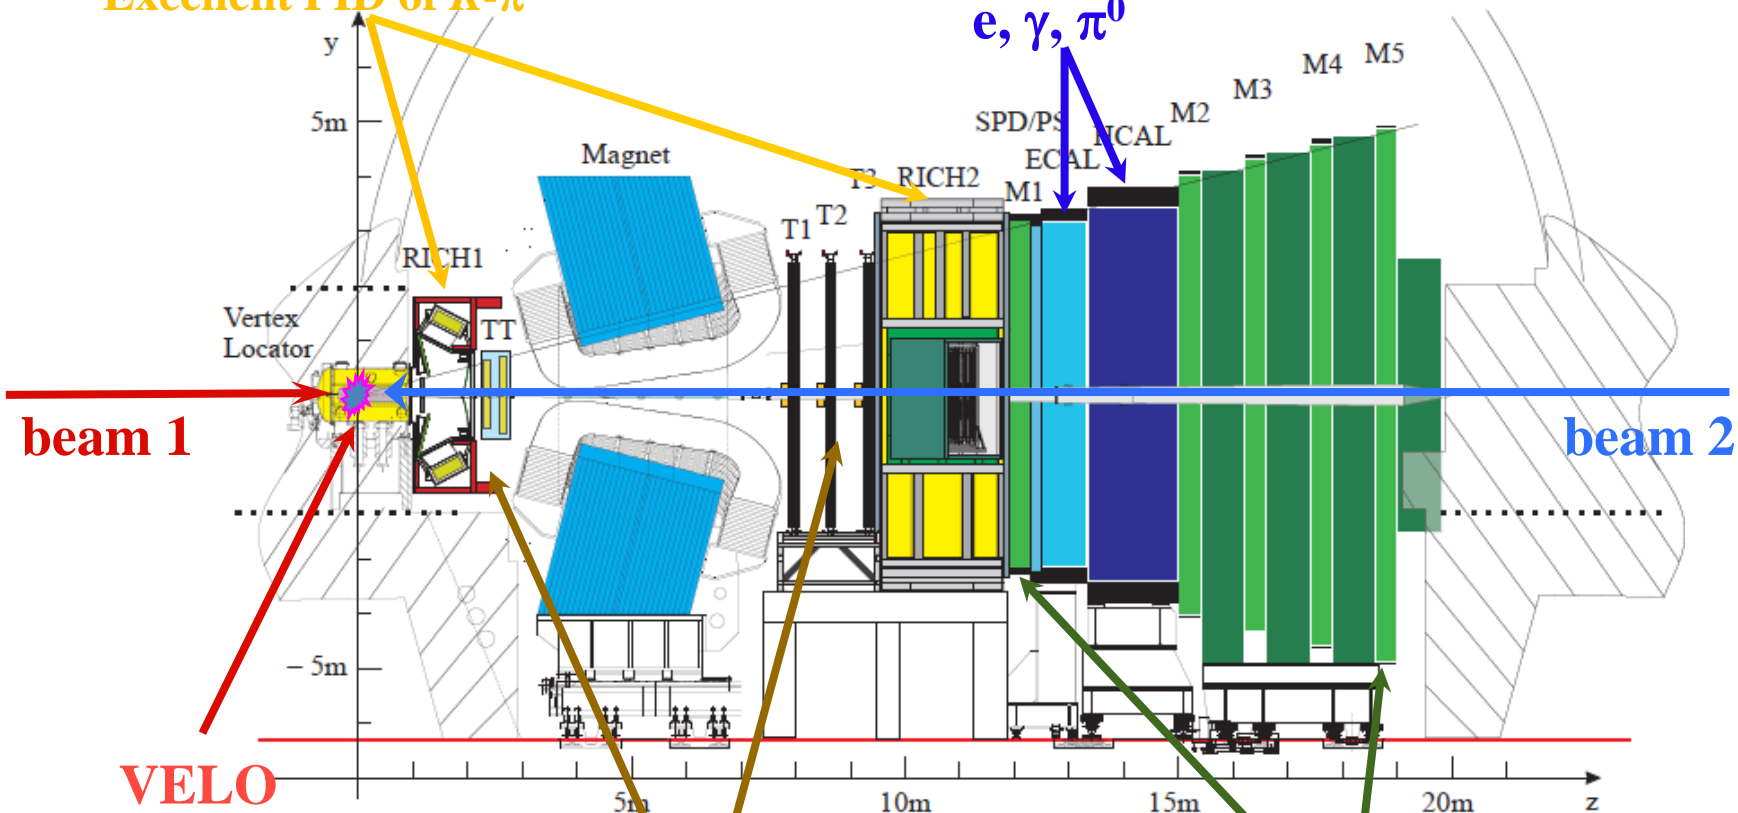 Excellent PID of K-π
e, γ, π⁰
y
M5
M4
M3
M2
5m
SPD/PS
HCAL
Magnet
ECAL
T3
RICH2
M1
T2
T1
RICH1
Vertex
Locator
TT
beam 1
beam 2
– 5m
VELO
5m
10m
15m
20m
z